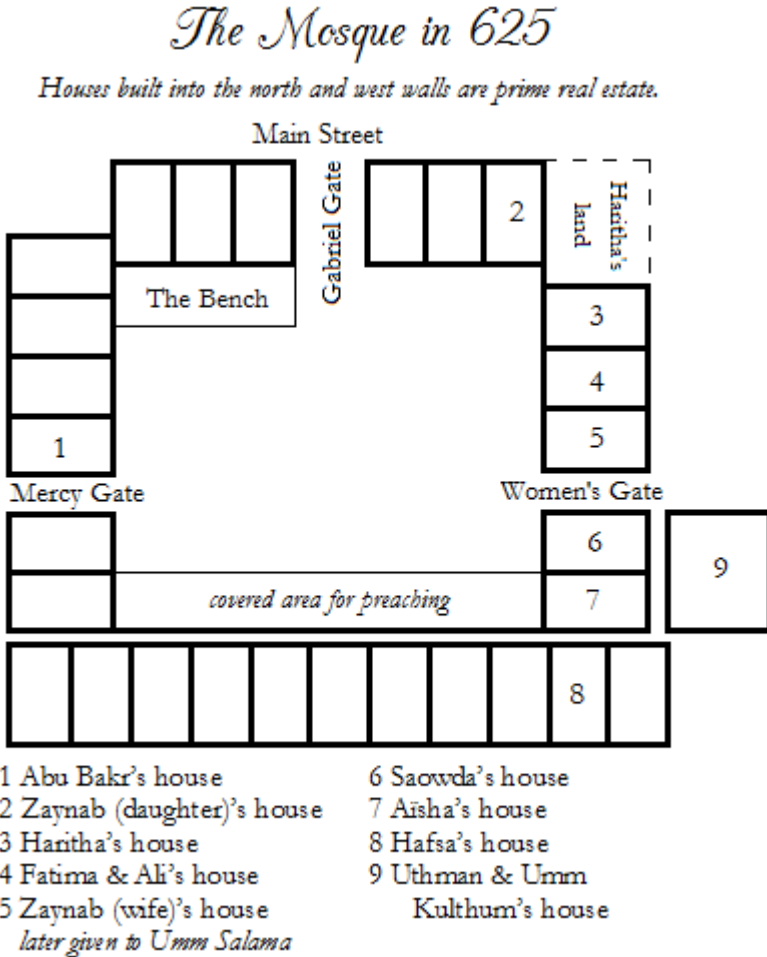 The Mosque in 625
Houses built into the north and west walls are prime real estate.
Main Street
Gabriel Gate
2
Haritha's
land
The Bench
3
4
1
5
Mercy Gate
Women's Gate
6
9
covered area for preaching
7
8
1 Abu Bakr's house
2 Zaynab (daughter)'s house
3 Haritha's house
4 Fatima & Ali's house
5 Zaynab (wife)'s house
later given to Umm Salama
6 Saowda's house
7 Aïsha's house
8 Hafsa's house
9 Uthman & Umm
Kulthum's house